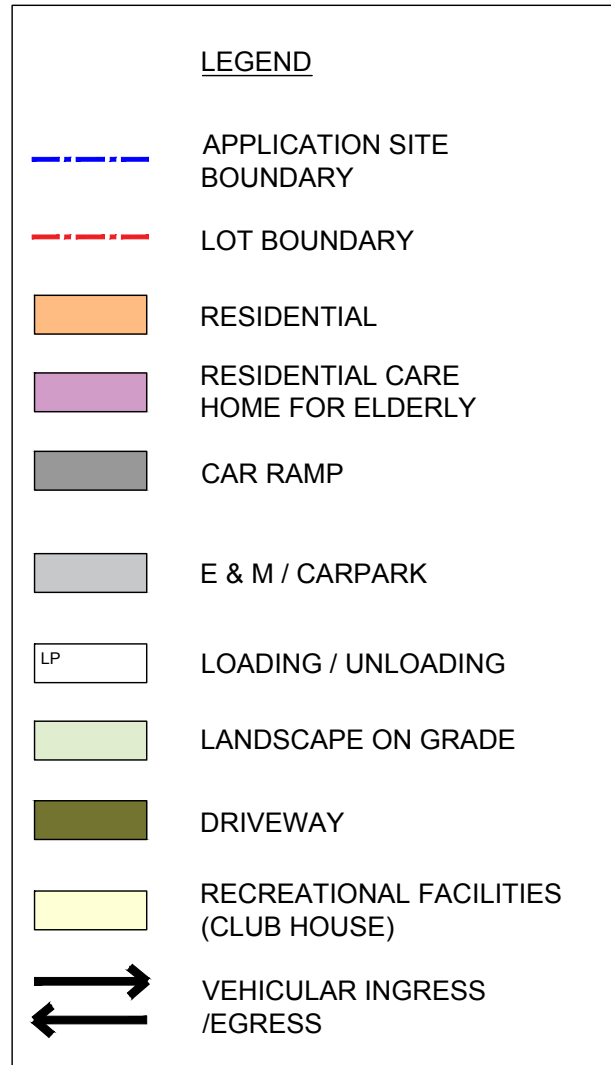 LEGEND
APPLICATION SITE
BOUNDARY
LOT BOUNDARY
RESIDENTIAL
RESIDENTIAL CARE
HOME FOR ELDERLY
CAR RAMP
E & M / CARPARK
LP
LOADING / UNLOADING
LANDSCAPE ON GRADE
DRIVEWAY
RECREATIONAL FACILITIES
(CLUB HOUSE)
VEHICULAR INGRESS
/EGRESS